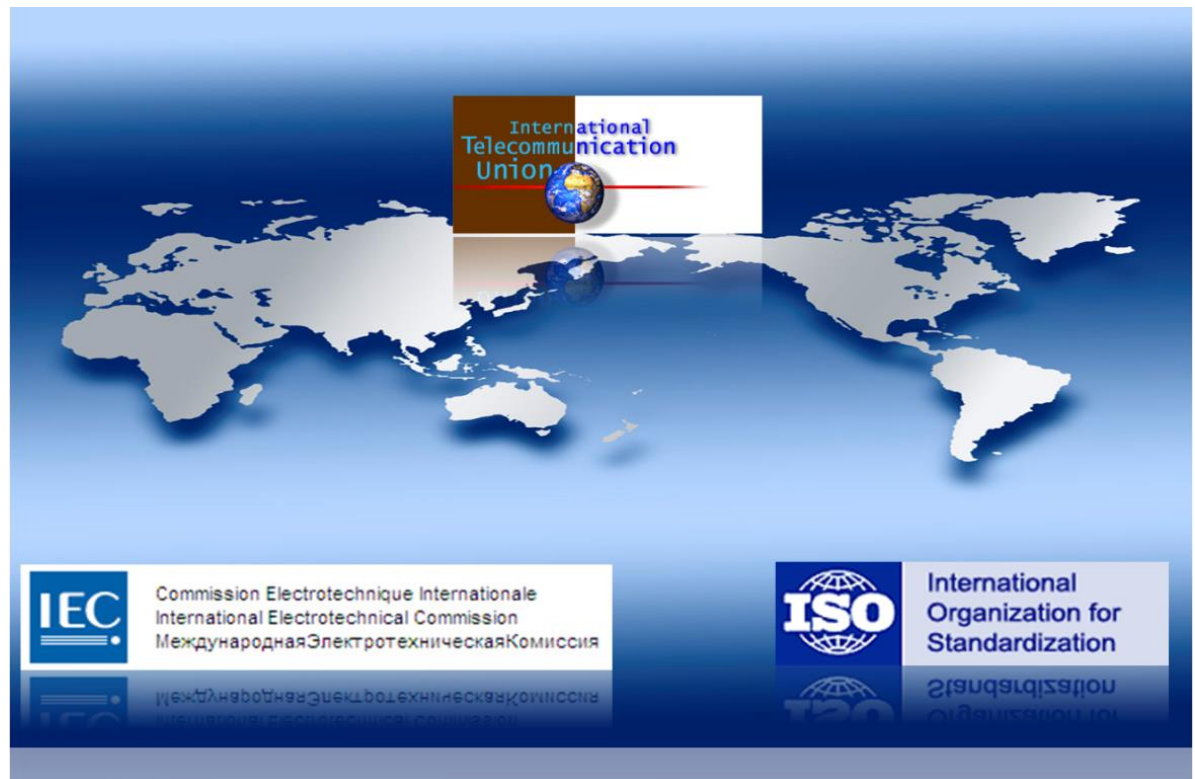 International
Telecommunication
Union
IEC
Commission Electrotechnique Internationale
International Electrotechnical Commission
МеждународнаяЭлектротехническаяКомиссия
ISO
International
Organization for
Standardization